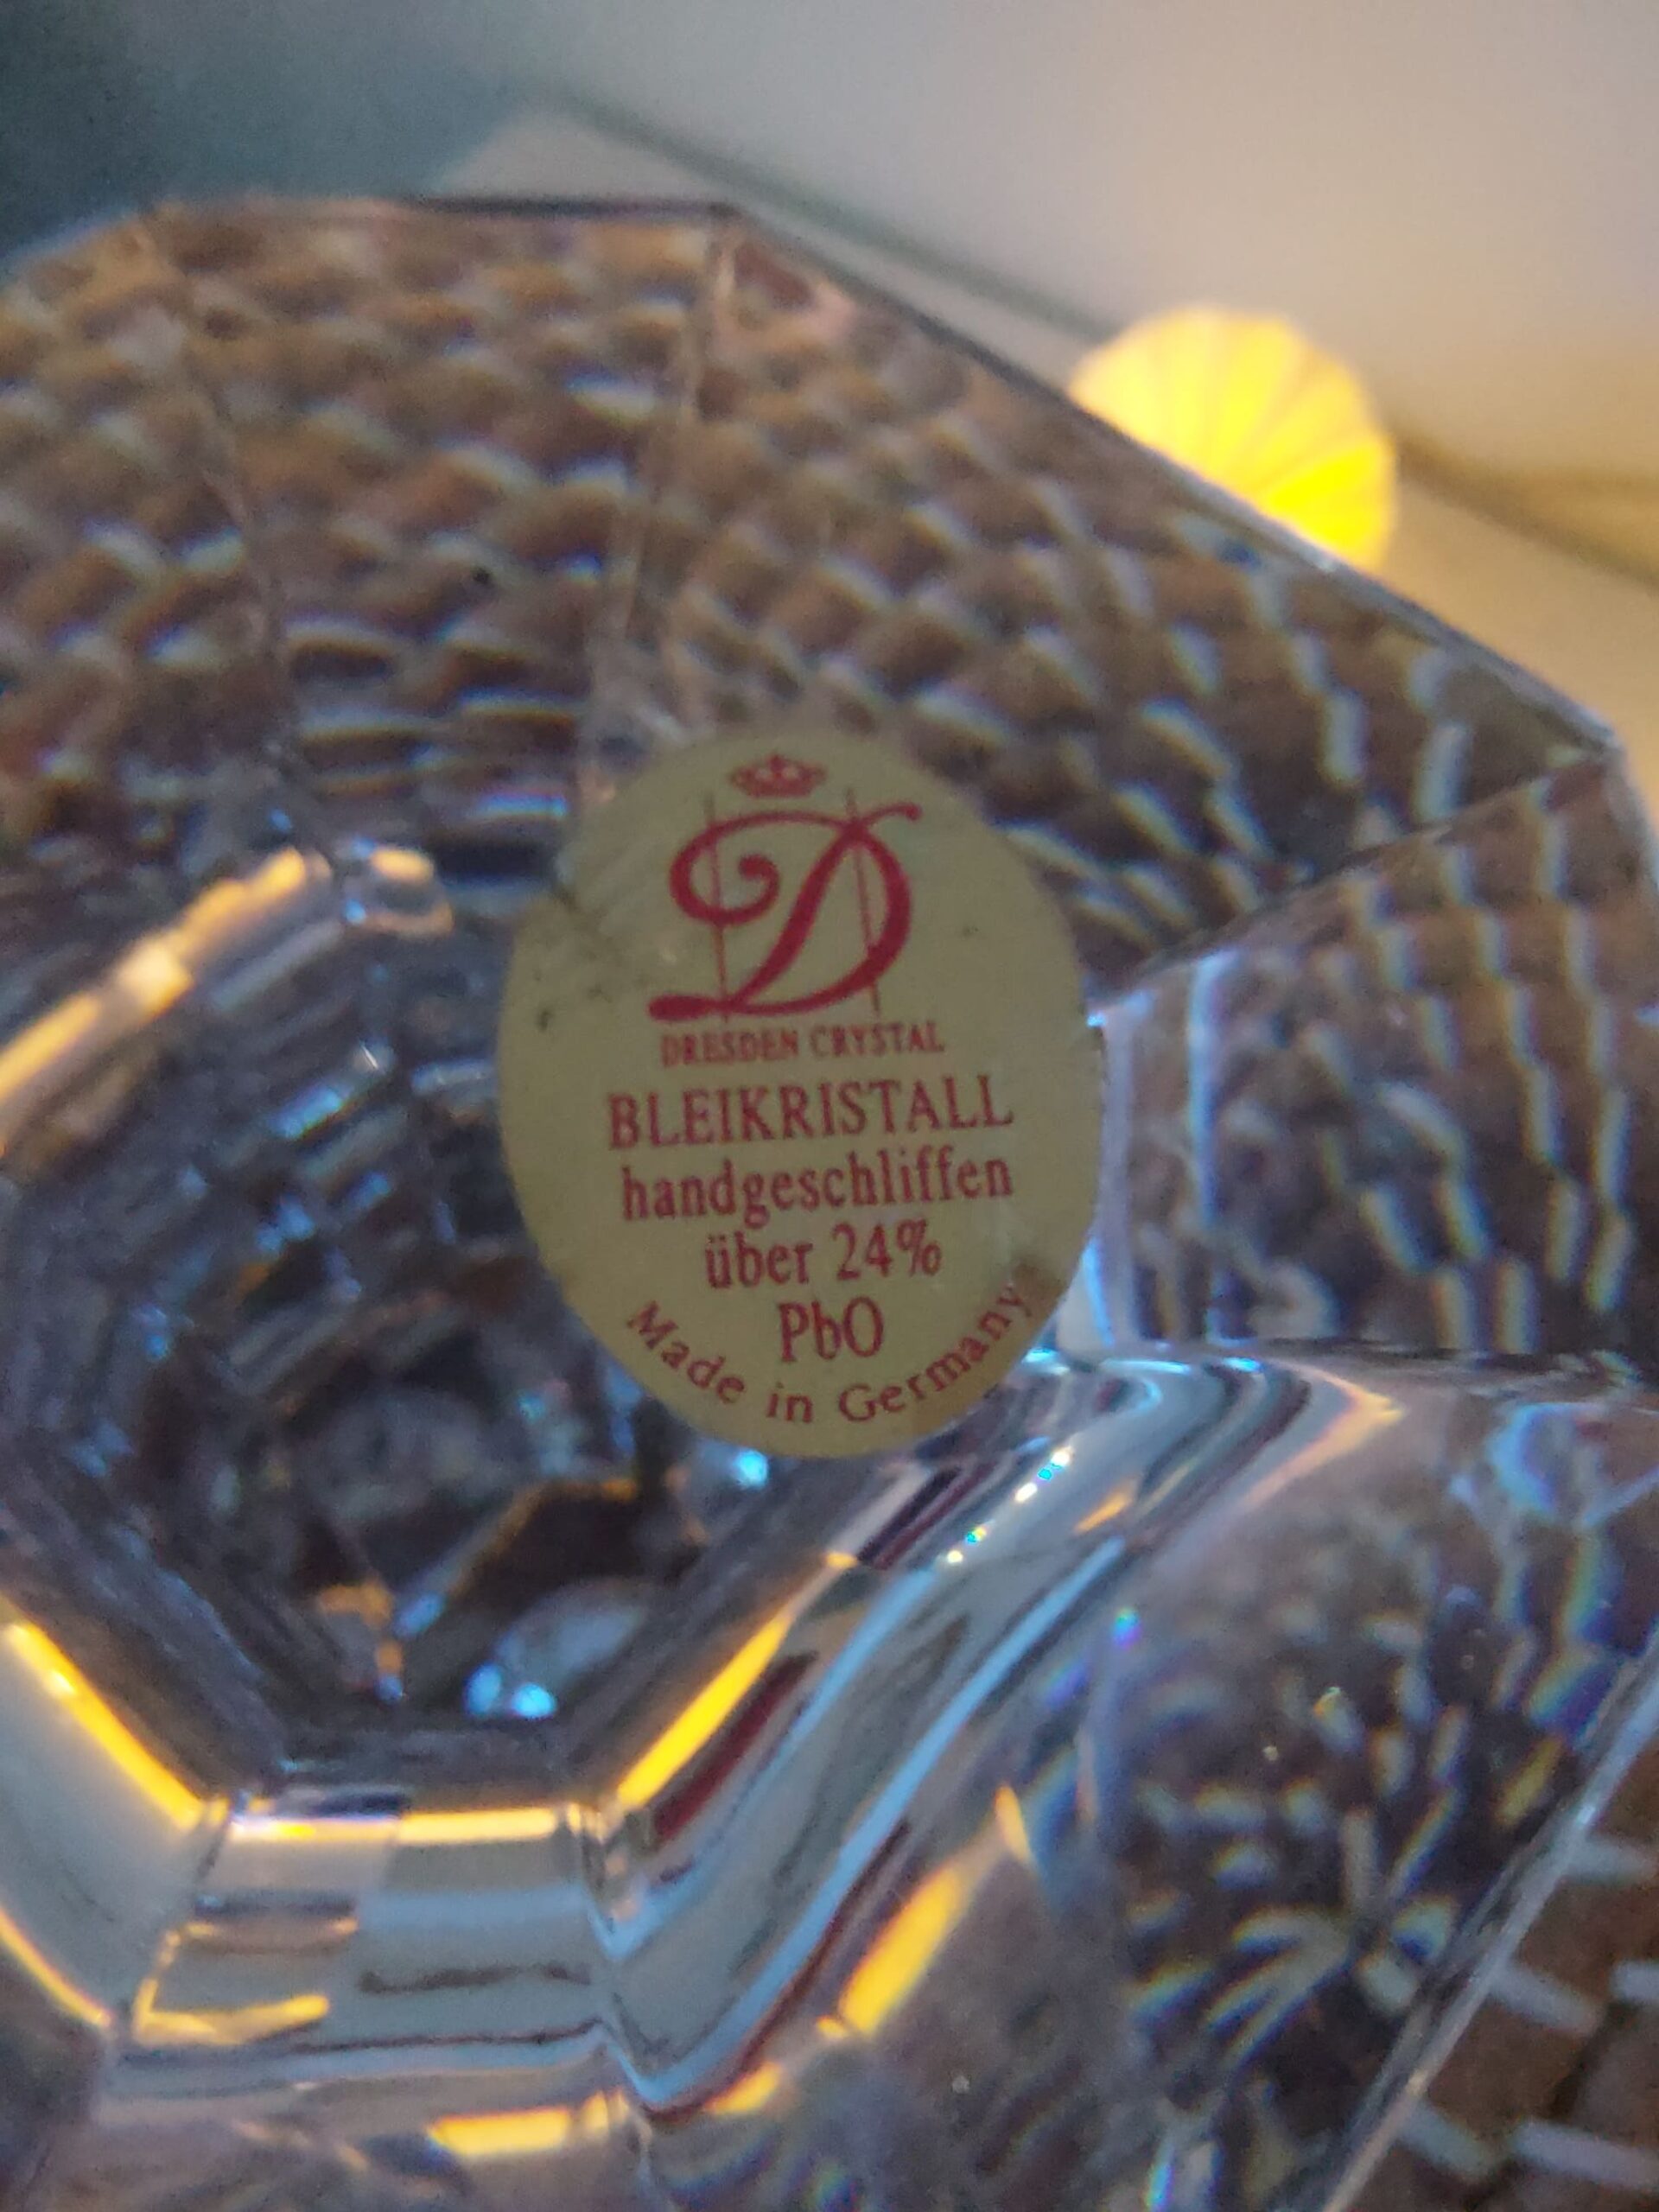 D
DRESDEN CRYSTAL
BLEIKRISTALL
handgeschliffen
über 24%
PbO
Made in Germany